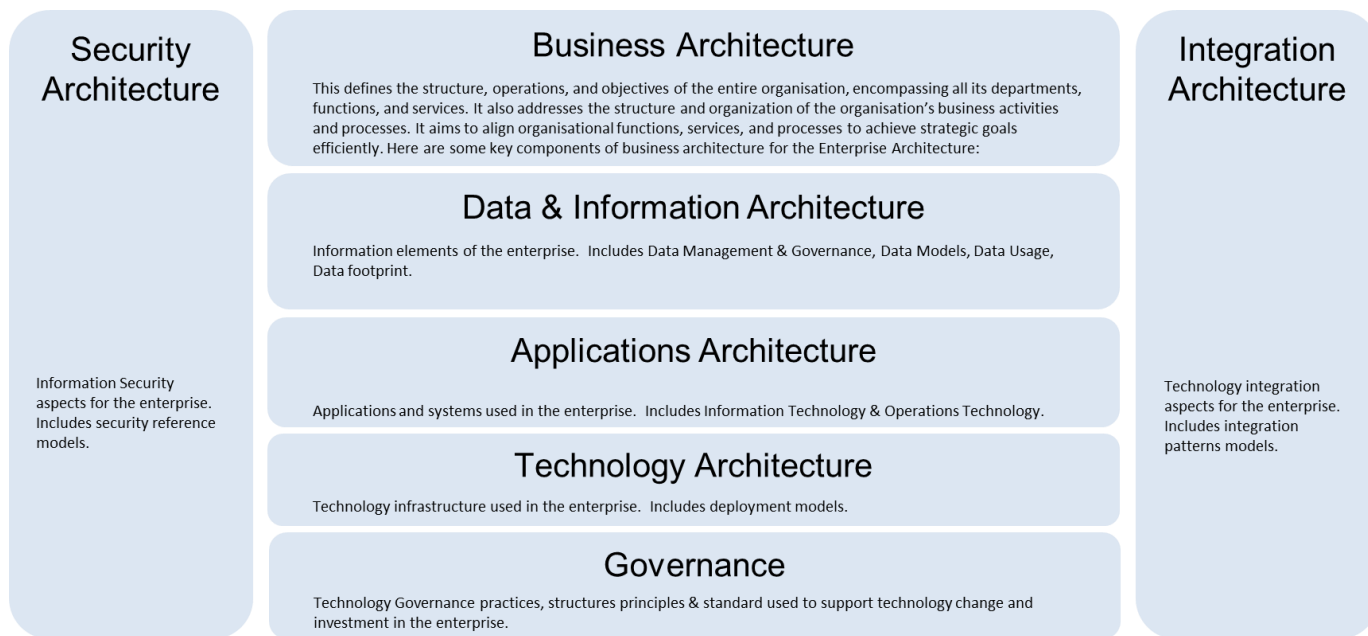 Security
Architecture
Information Security
aspects for the enterprise.
Includes security reference
models.
Business Architecture
This defines the structure, operations, and objectives of the entire organisation, encompassing all its departments,
functions, and services. It also addresses the structure and organization of the organisation's business activities
and processes. It aims to align organisational functions, services, and processes to achieve strategic goals
efficiently. Here are some key components of business architecture for the Enterprise Architecture:
Data & Information Architecture
Information elements of the enterprise.  Includes Data Management & Governance, Data Models, Data Usage,
Data footprint.
Applications Architecture
Applications and systems used in the enterprise.  Includes Information Technology & Operations Technology.
Technology Architecture
Technology infrastructure used in the enterprise.  Includes deployment models.
Governance
Technology Governance practices, structures principles & standard used to support technology change and
investment in the enterprise.
Integration
Architecture
Technology integration
aspects for the enterprise.
Includes integration
patterns models.